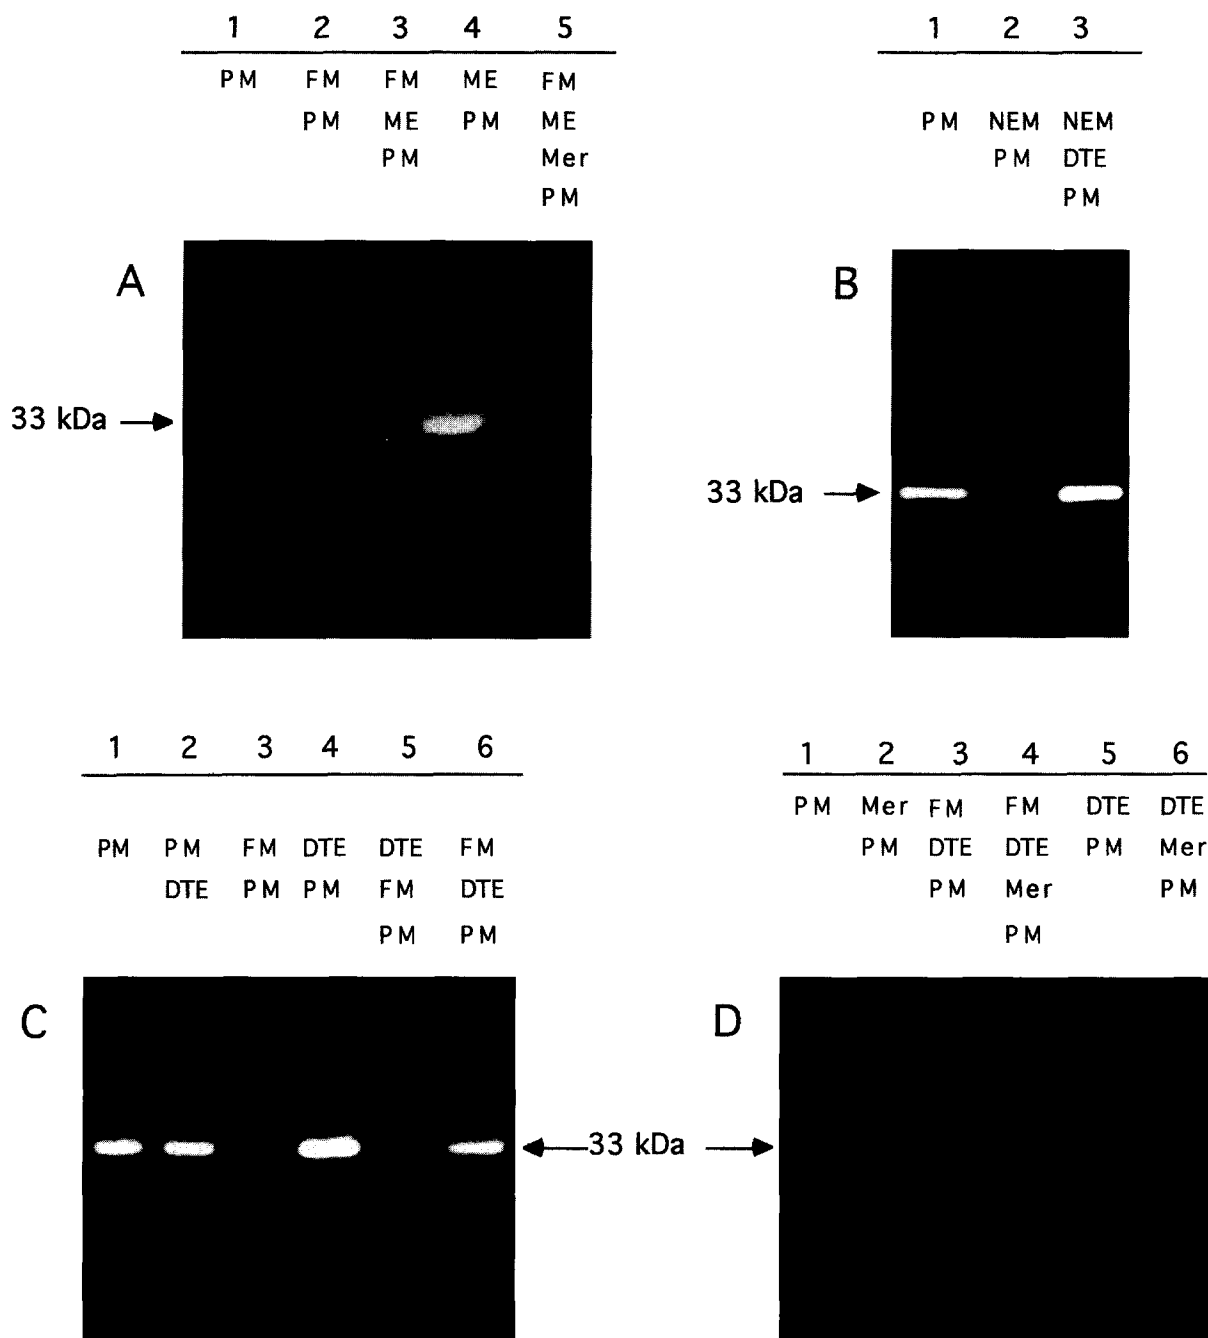 1 2 3 4 5
PM FM FM ME FM
PM ME PM ME
PM Mer
PM
A
33 kDa
1 2 3
PM NEM NEM
PM DTE
PM
B
33 kDa
1 2 3 4 5 6
PM PM FM DTE DTE FM
DTE PM PM FM DTE
PM PM
C
33 kDa
1 2 3 4 5 6
PM Mer FM FM DTE DTE
PM DTE DTE PM Mer
PM Mer PM
PM
D